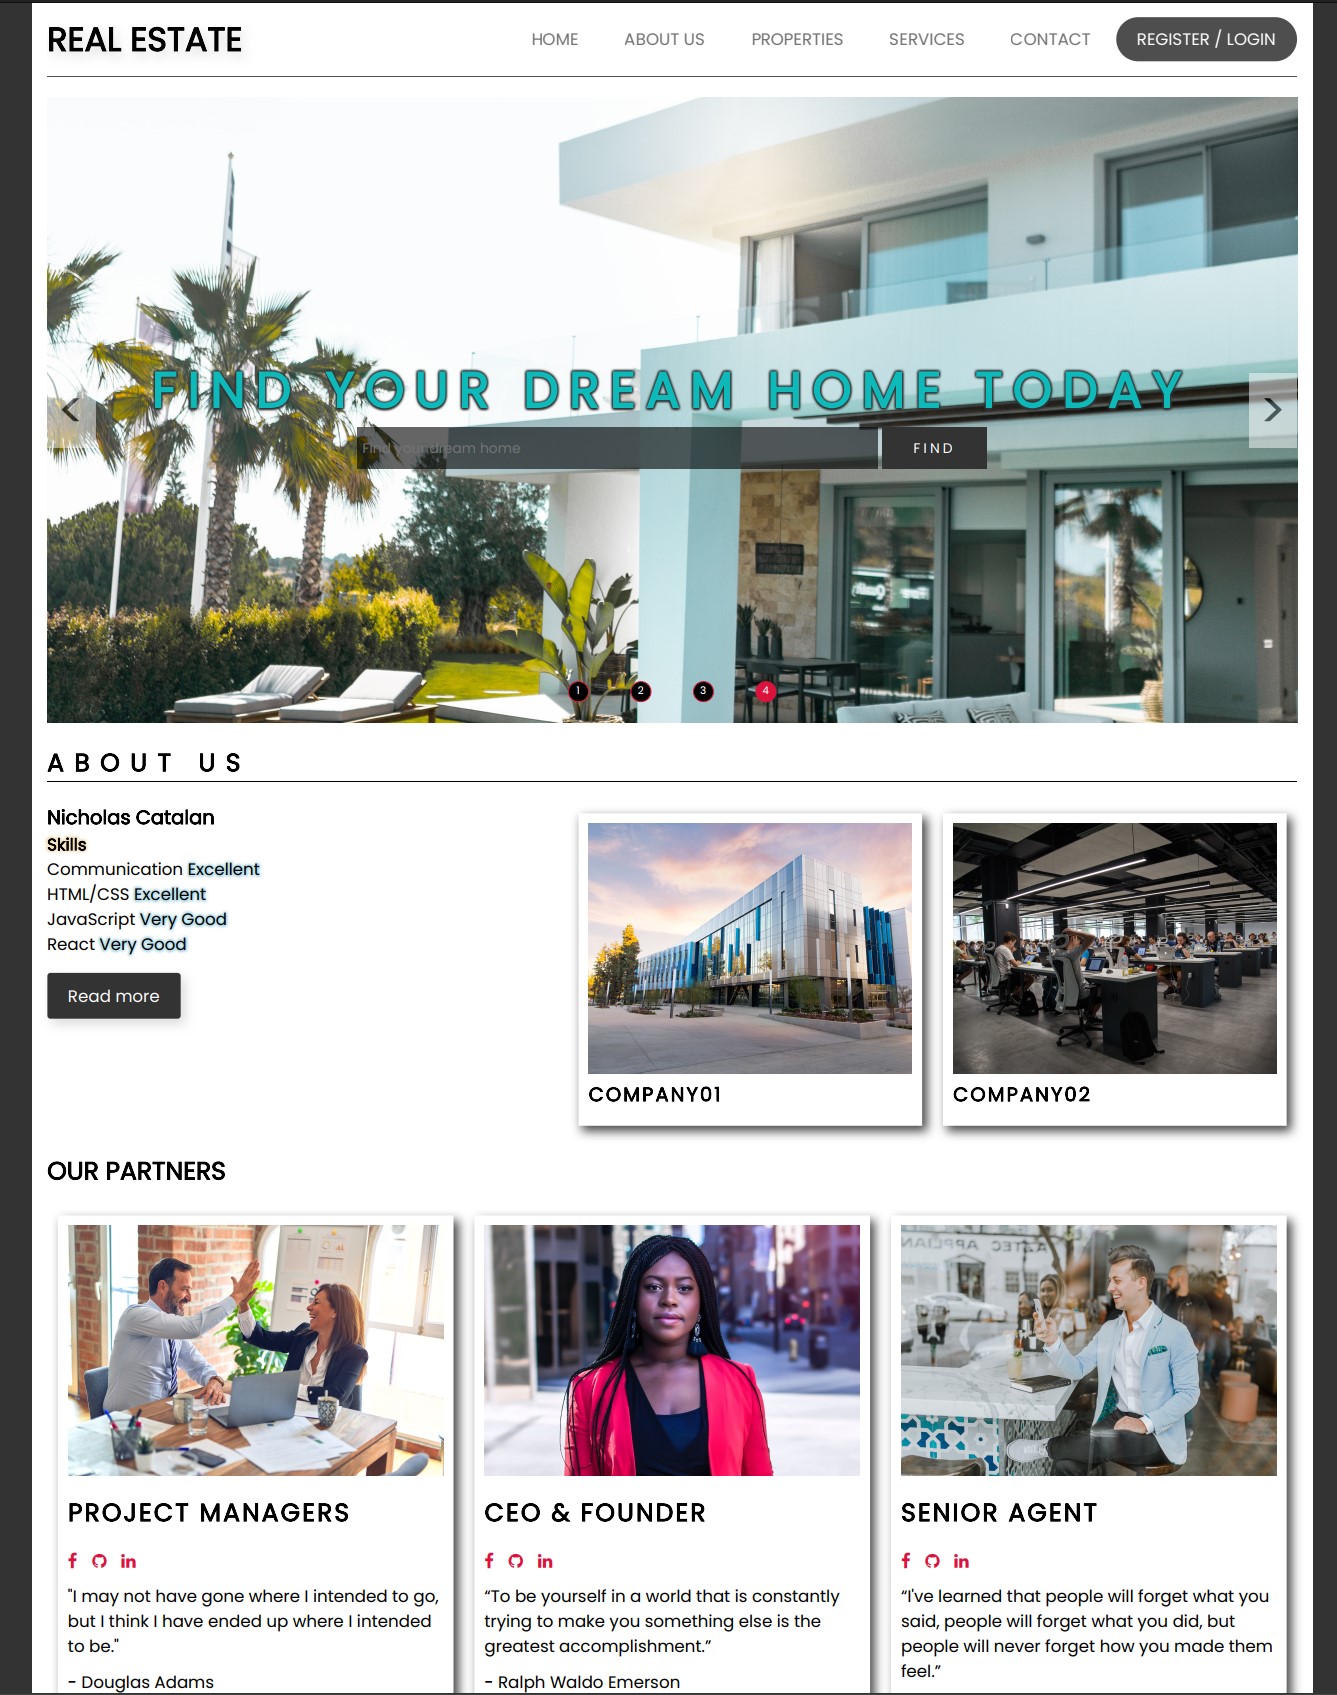 REAL ESTATE
HOME ABOUT US PROPERTIES SERVICES CONTACT REGISTER / LOGIN
FIND YOUR DREAM HOME TODAY
Find your dream home FIND
1 2 3 4
ABOUT US
Nicholas Catalan
Skills
Communication Excellent
HTML/CSS Excellent
JavaScript Very Good
React Very Good
Read more
COMPANY01
COMPANY02
OUR PARTNERS
PROJECT MANAGERS
"I may not have gone where I intended to go,
but I think I have ended up where I intended
to be."
- Douglas Adams
CEO & FOUNDER
“To be yourself in a world that is constantly
trying to make you something else is the
greatest accomplishment.”
- Ralph Waldo Emerson
AZTEC APPLIAN
SENIOR AGENT
“I've learned that people will forget what you
said, people will forget what you did, but
people will never forget how you made them
feel.”